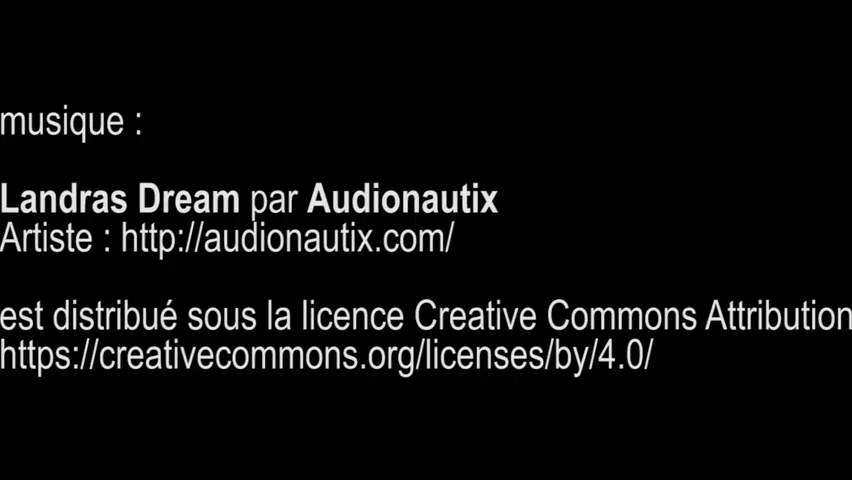 musique :
Landras Dream par Audionautix
Artiste : http://audionautix.com/
est distribué sous la licence Creative Commons Attribution
https://creativecommons.org/licenses/by/4.0/